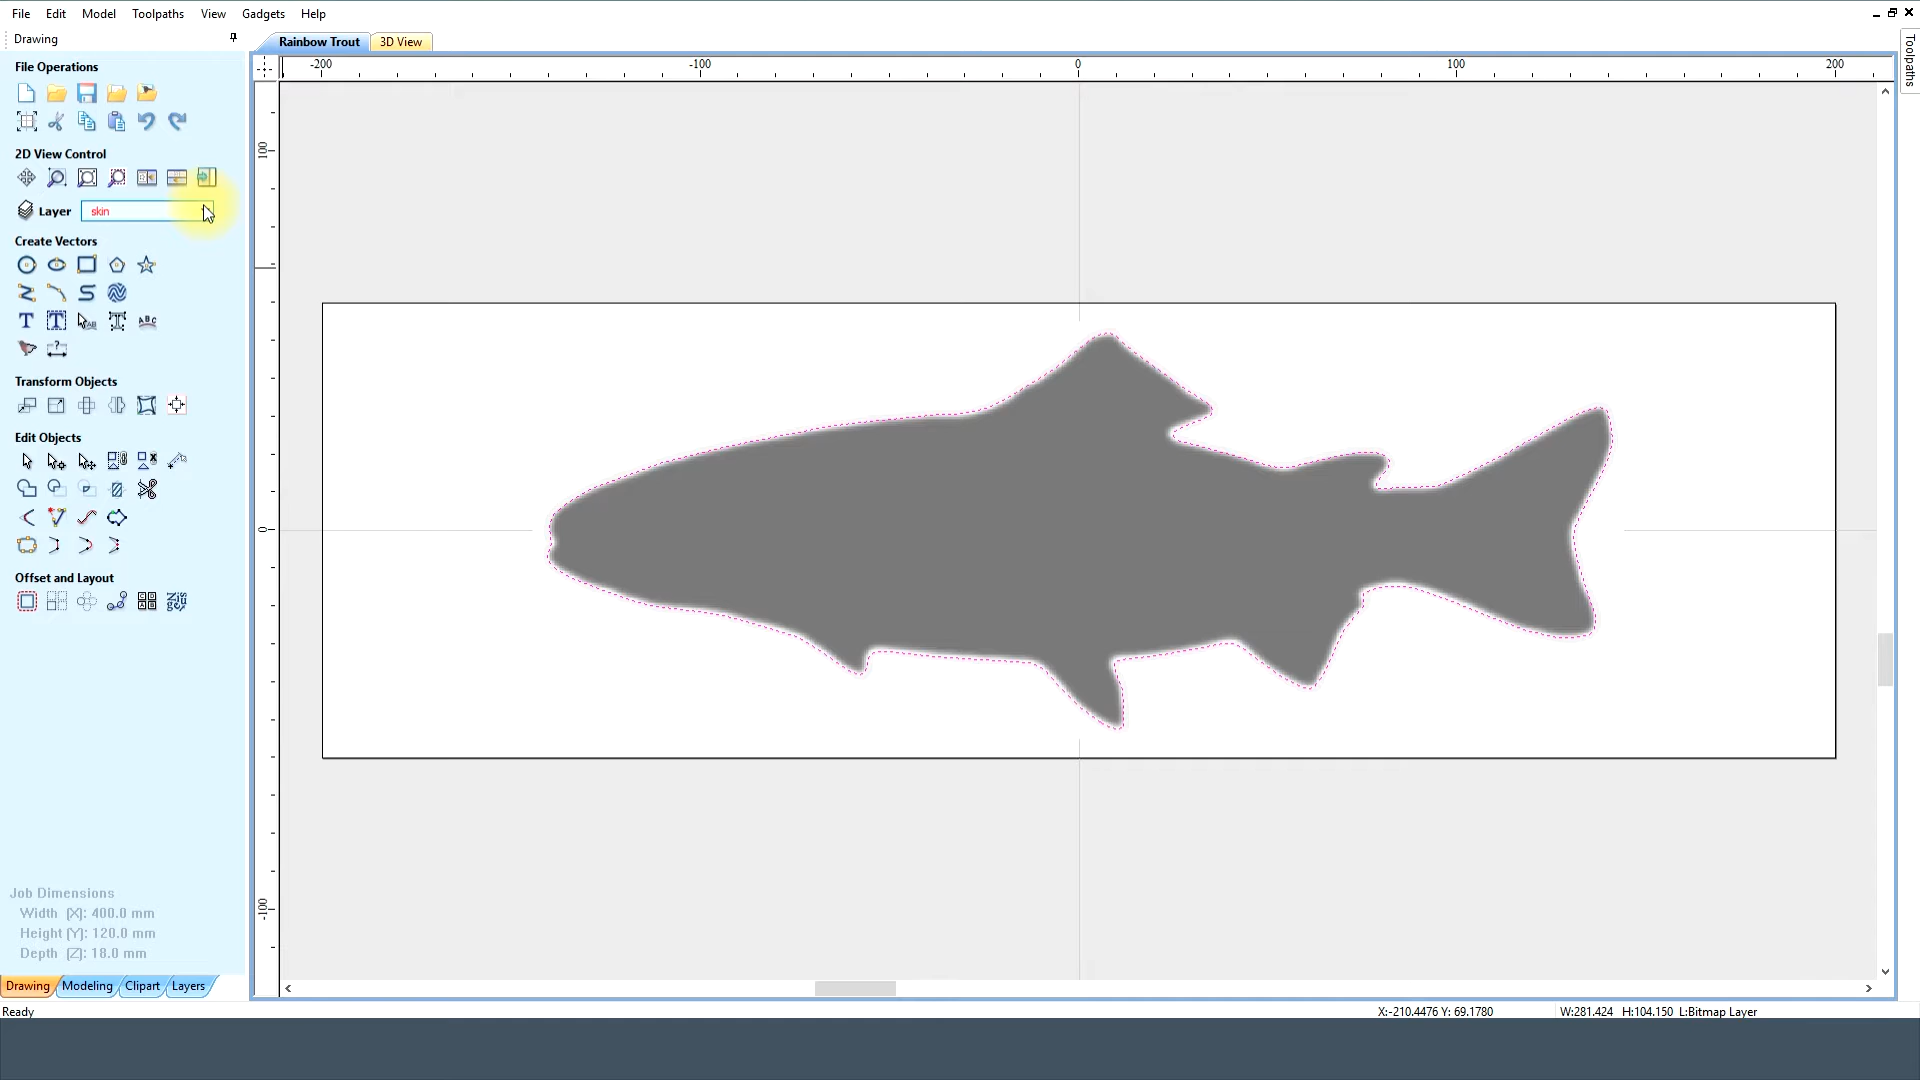 File Edit Model Toolpaths View Gadgets Help
Drawing
Rainbow Trout 3D View
Toolpaths
File Operations
-200 -100 0 100 200
2D View Control
100
Layer skin
Create Vectors
Transform Objects
Edit Objects
0
Offset and Layout
-100
Job Dimensions
Width (X): 400.0 mm
Height (Y): 120.0 mm
Depth (Z): 18.0 mm
Drawing Modeling Clipart Layers
Ready X:-210.4476 Y: 69.1780 W:281.424 H:104.150 L:Bitmap Layer